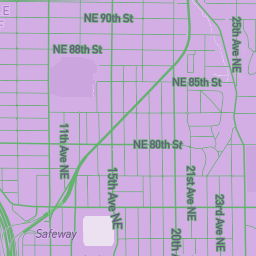 NE 90th St
25th Ave NE
NE 88th St
NE 85th St
11th Ave NE
NE 80th St
15th Ave NE
21st Ave NE
23rd Ave NE
20th
Safeway